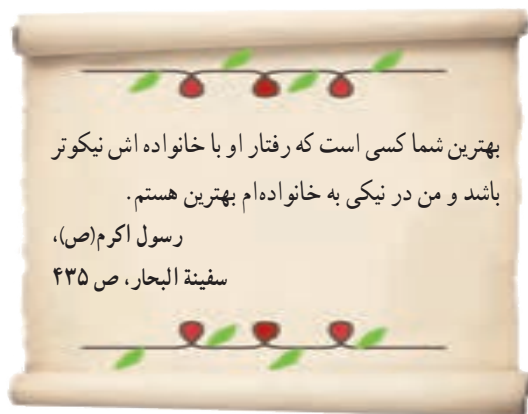 بهترین شما کسی است که رفتار او با خانواده اش نیکوتر
باشد و من در نیکی به خانواده‌ام بهترین هستم.
رسول اکرم(ص)،
سفینة البحار، ص ۴۳۵